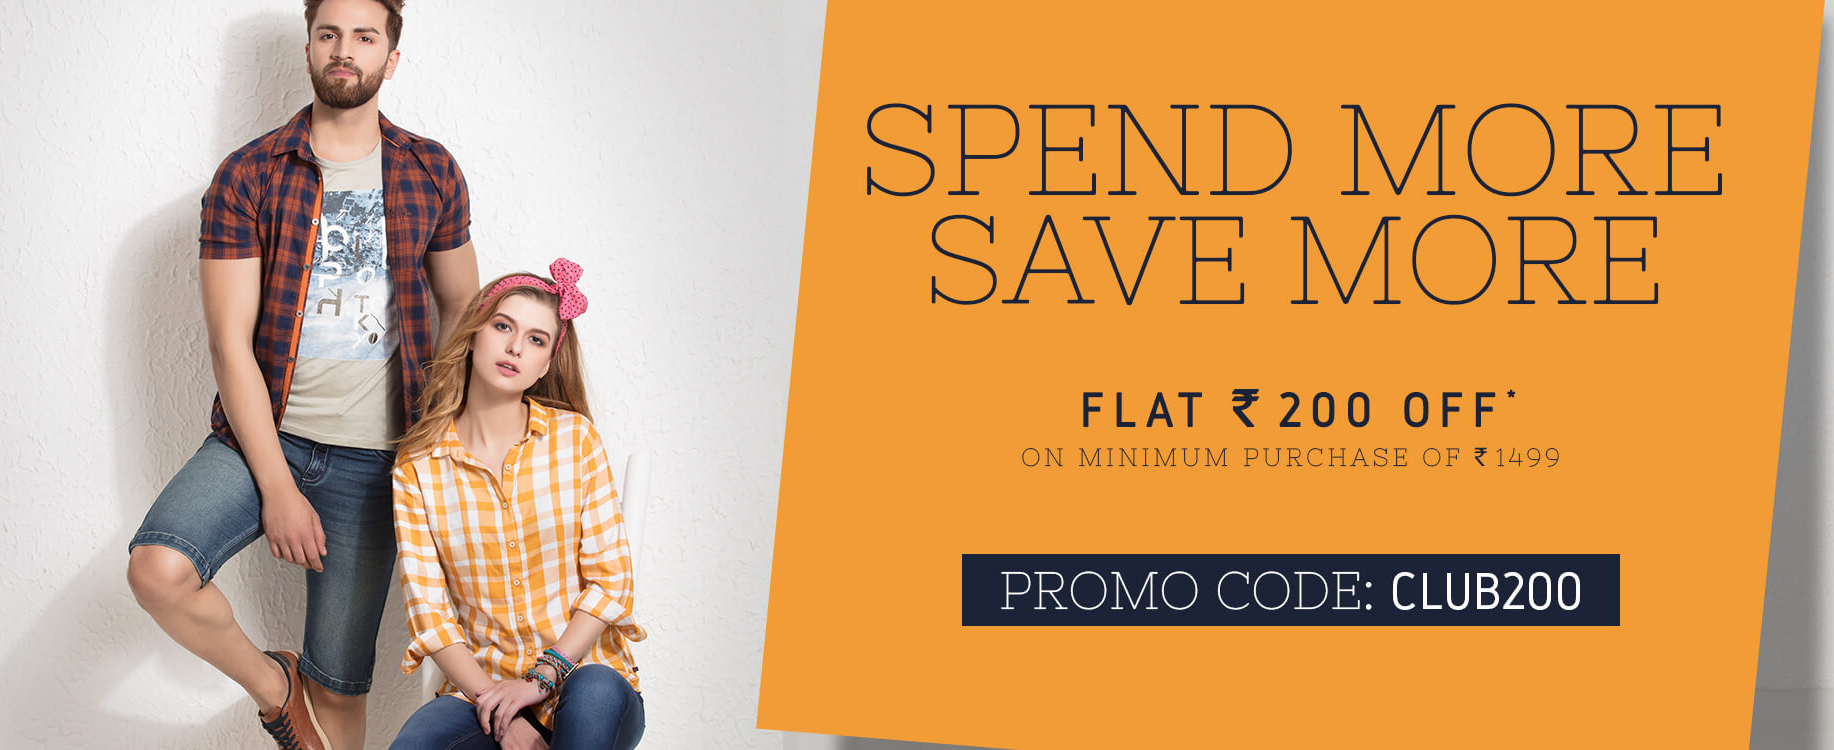 SPEND MORE
SAVE MORE
FLAT ₹ 200 OFF*
ON MINIMUM PURCHASE OF ₹ 1499
PROMO CODE: CLUB200